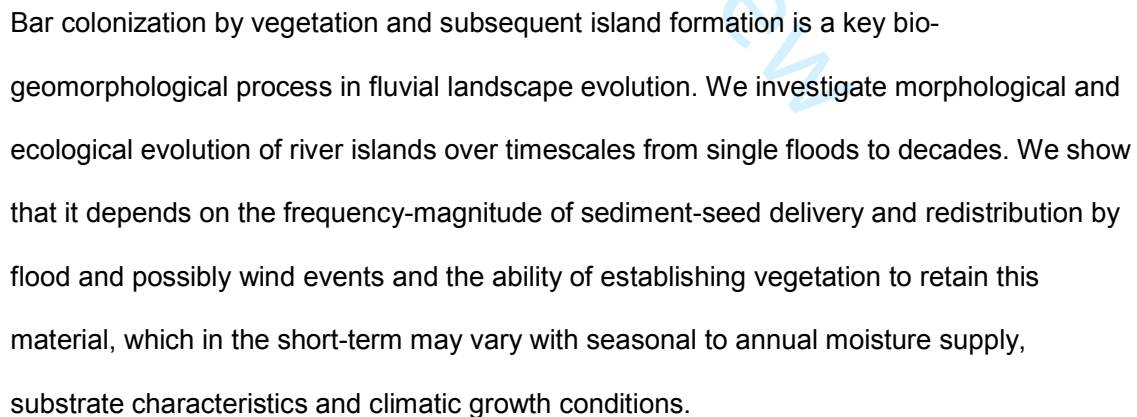 Bar colonization by vegetation and subsequent island formation is a key bio-
geomorphological process in fluvial landscape evolution. We investigate morphological and
ecological evolution of river islands over timescales from single floods to decades. We show
that it depends on the frequency-magnitude of sediment-seed delivery and redistribution by
flood and possibly wind events and the ability of establishing vegetation to retain this
material, which in the short-term may vary with seasonal to annual moisture supply,
substrate characteristics and climatic growth conditions.